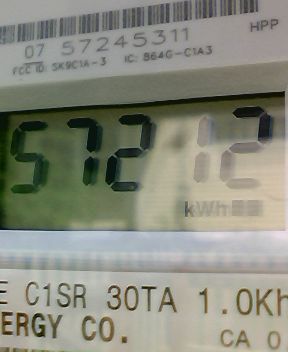 07 57245311
HPP
FCC ID: SK9C1A-3 IC: 864G-C1A3
57212
kWh
E C1SR 30TA 1.0Kh
ERGY CO.
CA 0